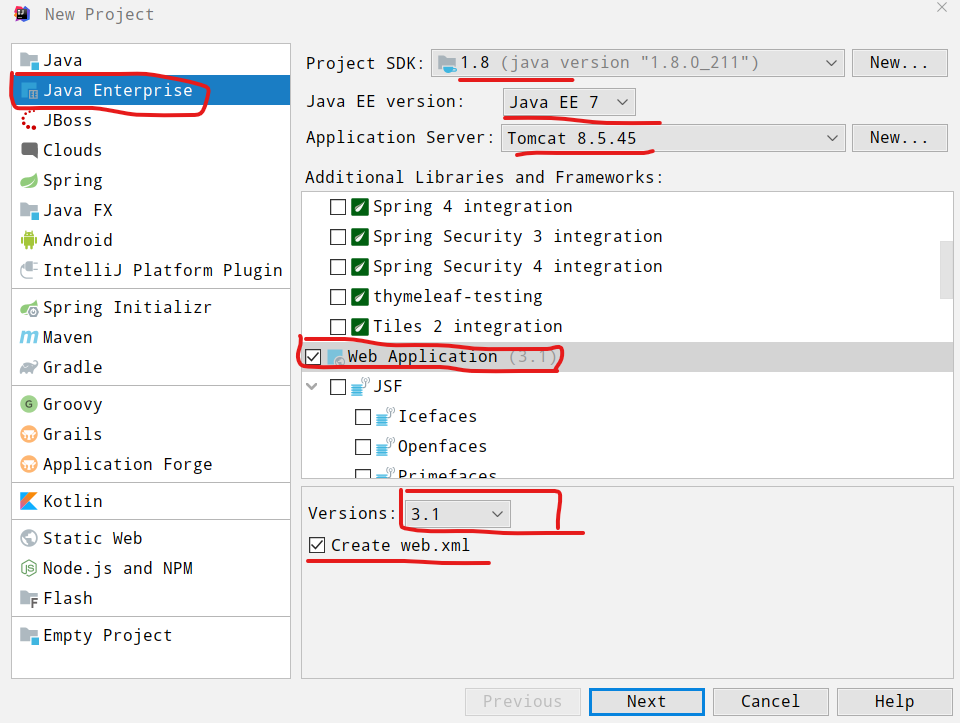 New Project
Java
Java Enterprise
JBoss
Clouds
Spring
Java FX
Android
IntelliJ Platform Plugin
Spring Initializr
Maven
Gradle
Groovy
Grails
Application Forge
Kotlin
Static Web
Node.js and NPM
Flash
Empty Project
Project SDK: 1.8 (java version "1.8.0_211") New...
Java EE version: Java EE 7
Application Server: Tomcat 8.5.45 New...
Additional Libraries and Frameworks:
Spring 4 integration
Spring Security 3 integration
Spring Security 4 integration
thymeleaf-testing
Tiles 2 integration
Web Application (3.1)
JSF
Icefaces
Openfaces
Primefaces
Versions: 3.1
Create web.xml
Previous Next Cancel Help